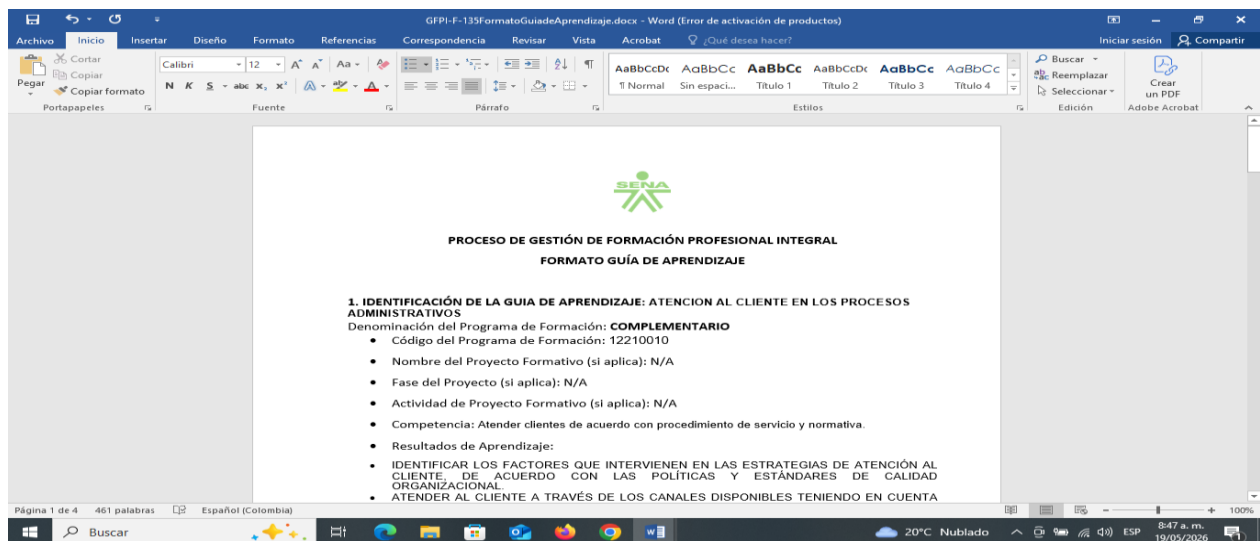 GFPI-F-135FormatoGuiadeAprendizaje.docx - Word (Error de activación de productos)
Archivo Inicio Insertar Diseño Formato Referencias Correspondencia Revisar Vista Acrobat ¿Qué desea hacer? Iniciar sesión Compartir
Pegar
Cortar
Copiar
Copiar formato
Portapapeles
Calibri 12
N K S abc x₂ x²
Fuente
Párrafo
AaBbCcDc AaBbCc AaBbCc AaBbCcDc AaBbCc AaBbCc
¶ Normal Sin espaci... Título 1 Título 2 Título 3 Título 4
Estilos
Buscar
Reemplazar
Seleccionar
Edición
Crear
un PDF
Adobe Acrobat
SENA
PROCESO DE GESTIÓN DE FORMACIÓN PROFESIONAL INTEGRAL
FORMATO GUÍA DE APRENDIZAJE
1. IDENTIFICACIÓN DE LA GUIA DE APRENDIZAJE: ATENCION AL CLIENTE EN LOS PROCESOS
ADMINISTRATIVOS
Denominación del Programa de Formación: COMPLEMENTARIO
• Código del Programa de Formación: 12210010
• Nombre del Proyecto Formativo (si aplica): N/A
• Fase del Proyecto (si aplica): N/A
• Actividad de Proyecto Formativo (si aplica): N/A
• Competencia: Atender clientes de acuerdo con procedimiento de servicio y normativa.
• Resultados de Aprendizaje:
• IDENTIFICAR LOS FACTORES QUE INTERVIENEN EN LAS ESTRATEGIAS DE ATENCIÓN AL
CLIENTE, DE ACUERDO CON LAS POLÍTICAS Y ESTÁNDARES DE CALIDAD
ORGANIZACIONAL.
• ATENDER AL CLIENTE A TRAVÉS DE LOS CANALES DISPONIBLES TENIENDO EN CUENTA
Página 1 de 4 461 palabras Español (Colombia) 100%
Buscar 20°C Nublado ESP 8:47 a. m.
19/05/2026